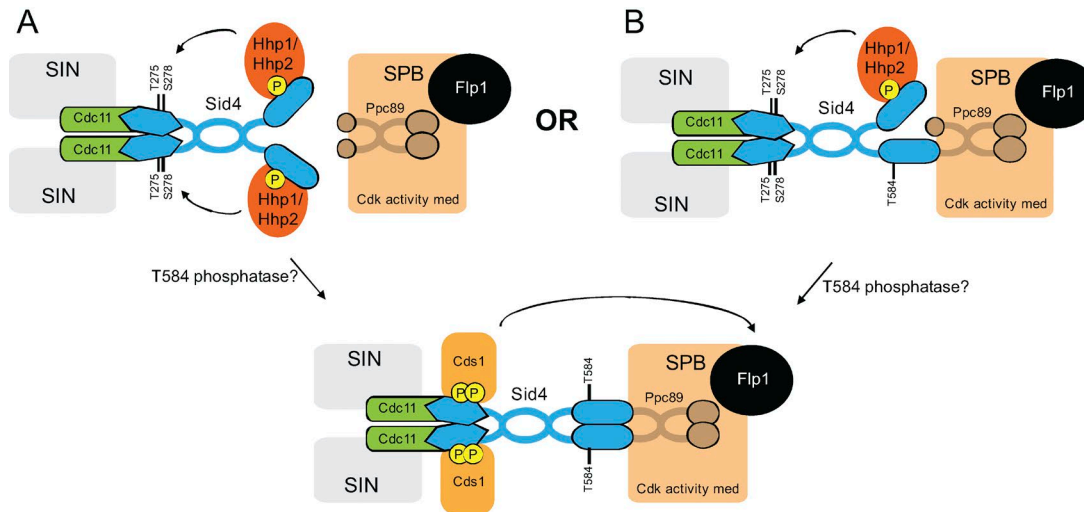 A
Hhp1/
Hhp2
P
SIN
T275
S278
Sid4
SPB
Flp1
Ppc89
Cdc11
Cdc11
P
T275
S278
SIN
Hhp1/
Hhp2
Cdk activity med
OR
B
Hhp1/
Hhp2
P
SIN
T275
S278
Sid4
SPB
Flp1
Ppc89
Cdc11
Cdc11
T275
S278
T584
SIN
Cdk activity med
T584 phosphatase?
T584 phosphatase?
SIN
Cds1
T584
SPB
Flp1
P P
Sid4
Ppc89
Cdc11
Cdc11
P P
T584
SIN
Cds1
Cdk activity med